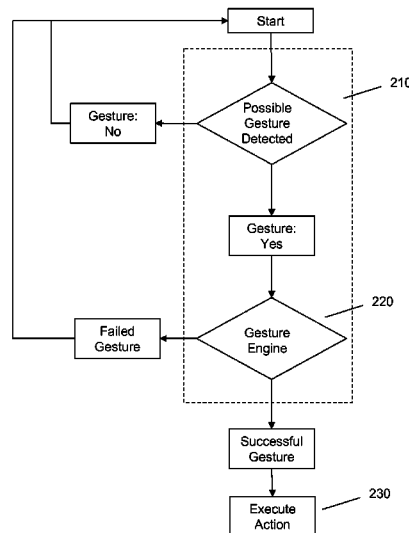 Start
210
Possible
Gesture
Detected
Gesture:
No
Gesture:
Yes
220
Gesture
Engine
Failed
Gesture
Successful
Gesture
230
Execute
Action